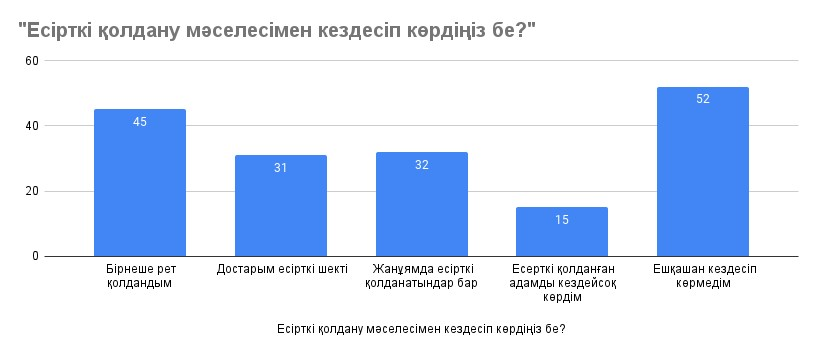 "Есірткі қолдану мәселесімен кездесіп көрдіңіз бе?"
60
40
20
0
45
31
32
15
52
Бірнеше рет
қолдандым
Достарым есірткі шекті
Жанұямда есірткі
қолданатындар бар
Есерткі қолданған
адамды кездейсоқ
көрдім
Ешқашан кездесіп
көрмедім
Есірткі қолдану мәселесімен кездесіп көрдіңіз бе?